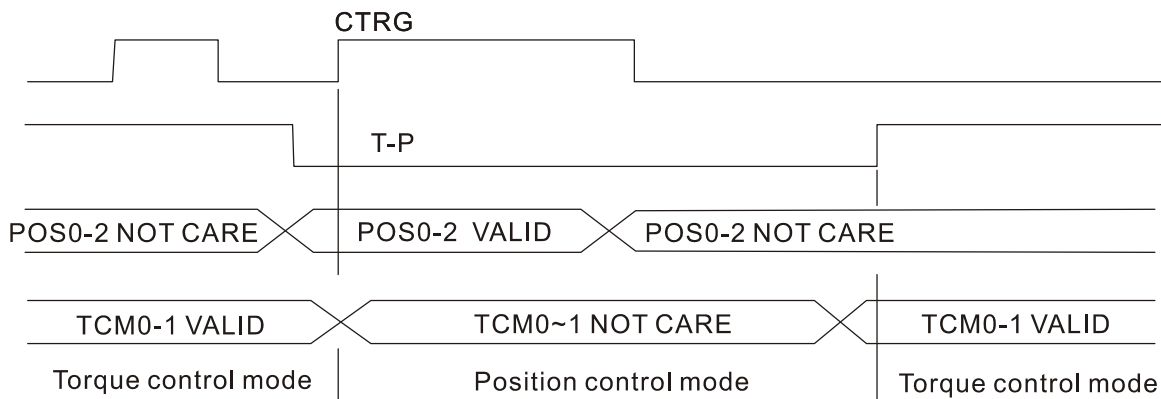 CTRG
T-P
POS0-2 NOT CARE POS0-2 VALID POS0-2 NOT CARE
TCM0-1 VALID TCM0~1 NOT CARE TCM0-1 VALID
Torque control mode Position control mode Torque control mode